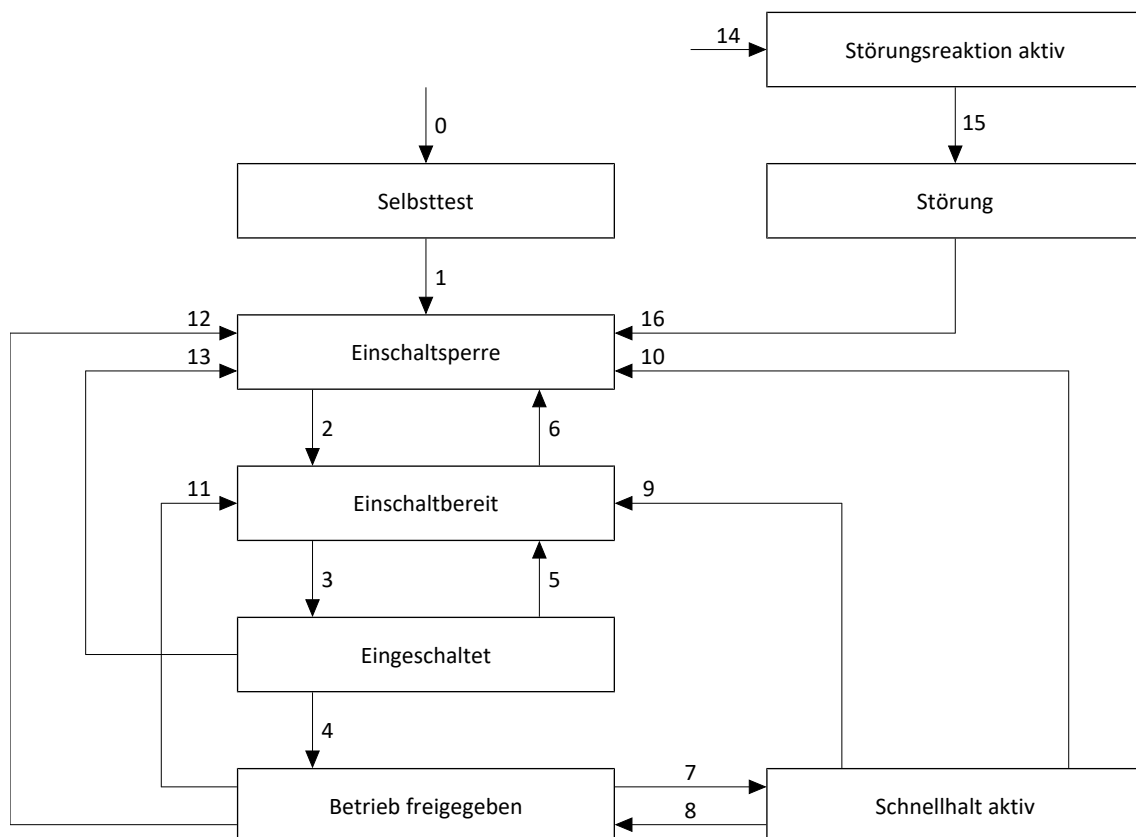 14
Störungsreaktion aktiv
0
15
Selbsttest
Störung
1
12
16
13
Einschaltsperre
10
2
6
11
Einschaltbereit
9
3
5
Eingeschaltet
4
7
Betrieb freigegeben
8
Schnellhalt aktiv